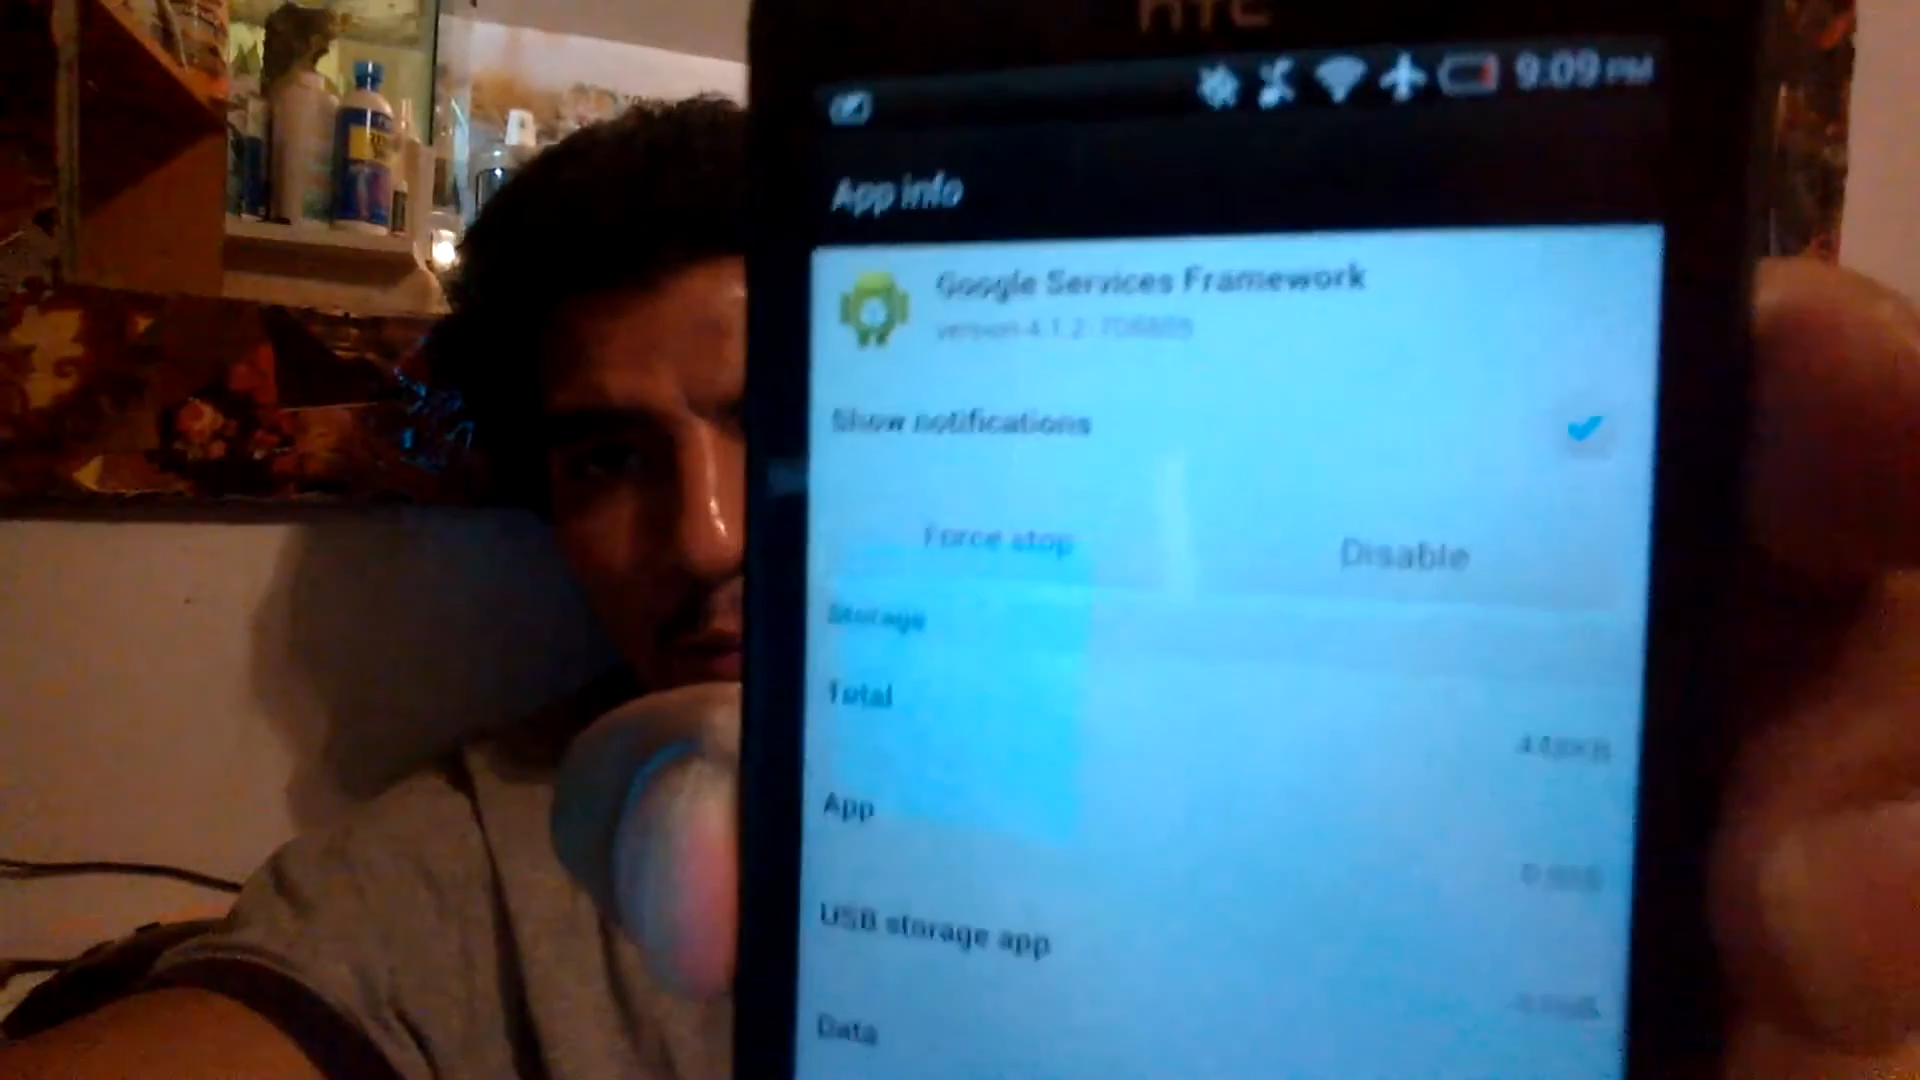 hTC
9:09 PM
App info
Google Services Framework
Show notifications
Force stop
Disable
Storage
Total
App
USB storage app
Data